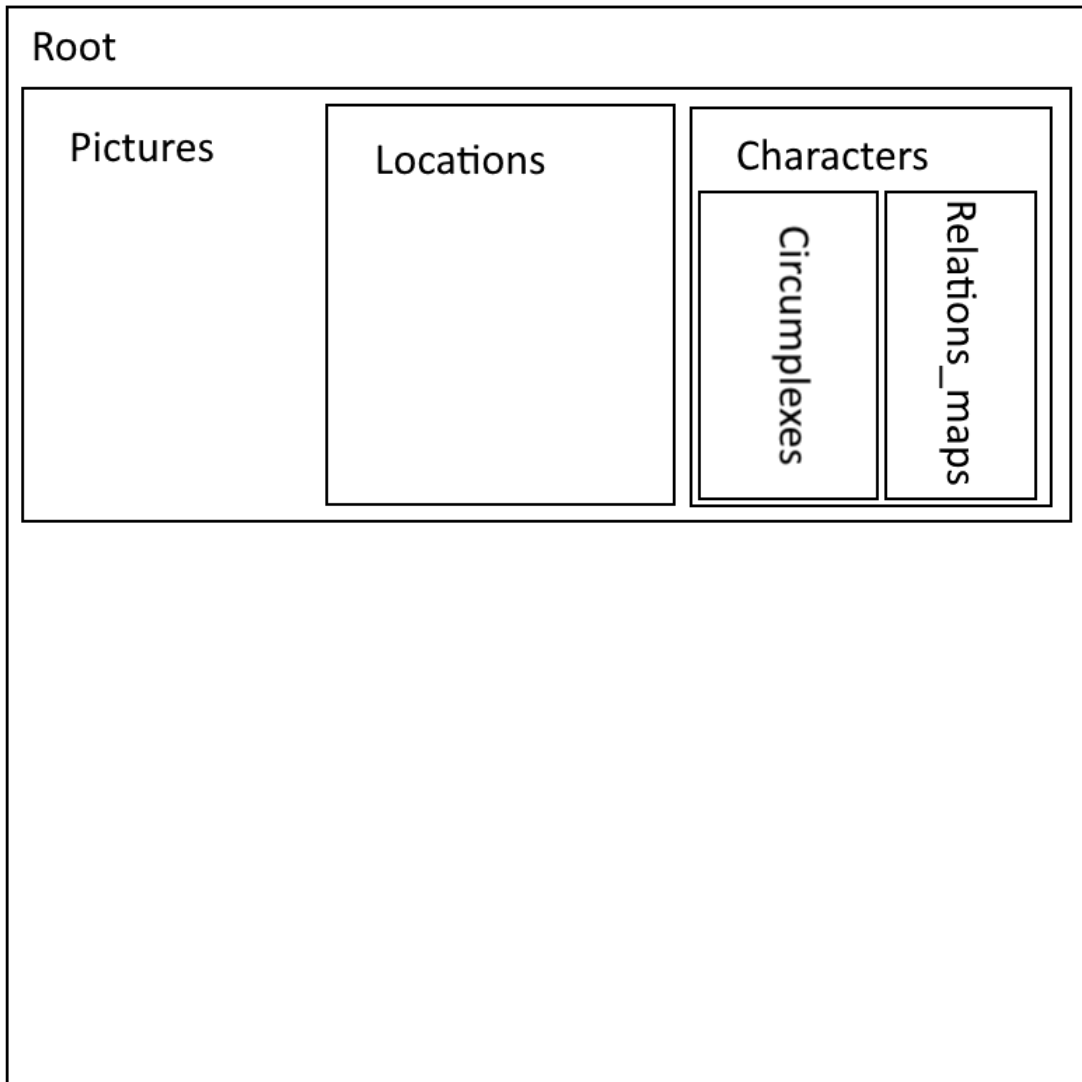 Root
Pictures
Locations
Characters
Circumplexes
Relations_maps